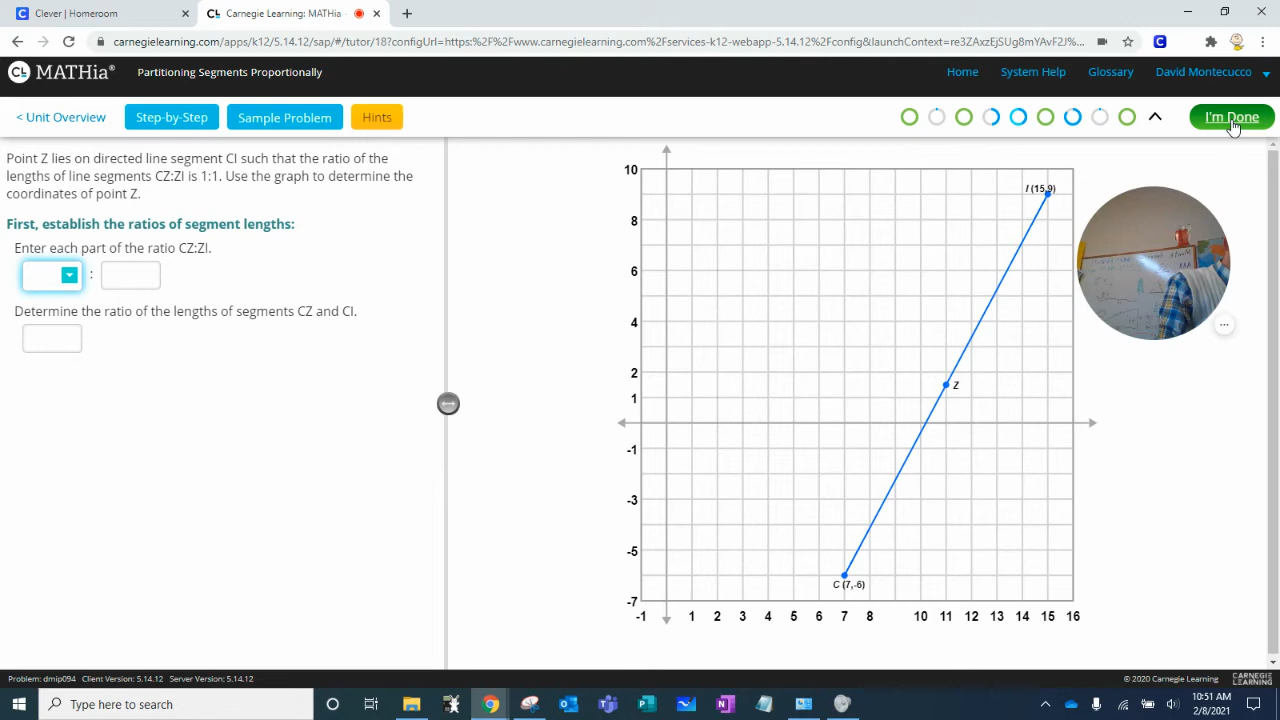 Clever | Homeroom
Carnegie Learning: MATHia -
carnegielearning.com/apps/k12/5.14.12/sap/#/tutor/18?configUrl=https:%2F%2Fwww.carnegielearning.com%2Fservices-k12-webapp-5.14.12%2Fconfig&launchContext=re3ZAxzEjSUg8mYAvF2J%...
CL MATHia®
Partitioning Segments Proportionally
Home
System Help
Glossary
David Montecucco
< Unit Overview
Step-by-Step
Sample Problem
Hints
I'm Done
Point Z lies on directed line segment CI such that the ratio of the
lengths of line segments CZ:ZI is 1:1. Use the graph to determine the
coordinates of point Z.
First, establish the ratios of segment lengths:
Enter each part of the ratio CZ:ZI.
:
Determine the ratio of the lengths of segments CZ and CI.
10
I (15,9)
8
6
4
2
Z
1
-1
-3
-5
C (7,-6)
-7
-1 1 2 3 4 5 6 7 8 10 11 12 13 14 15 16
Problem: dmip094 Client Version: 5.14.12 Server Version: 5.14.12
© 2020 Carnegie Learning
CARNEGIE
LEARNING
Type here to search
10:51 AM
2/8/2021